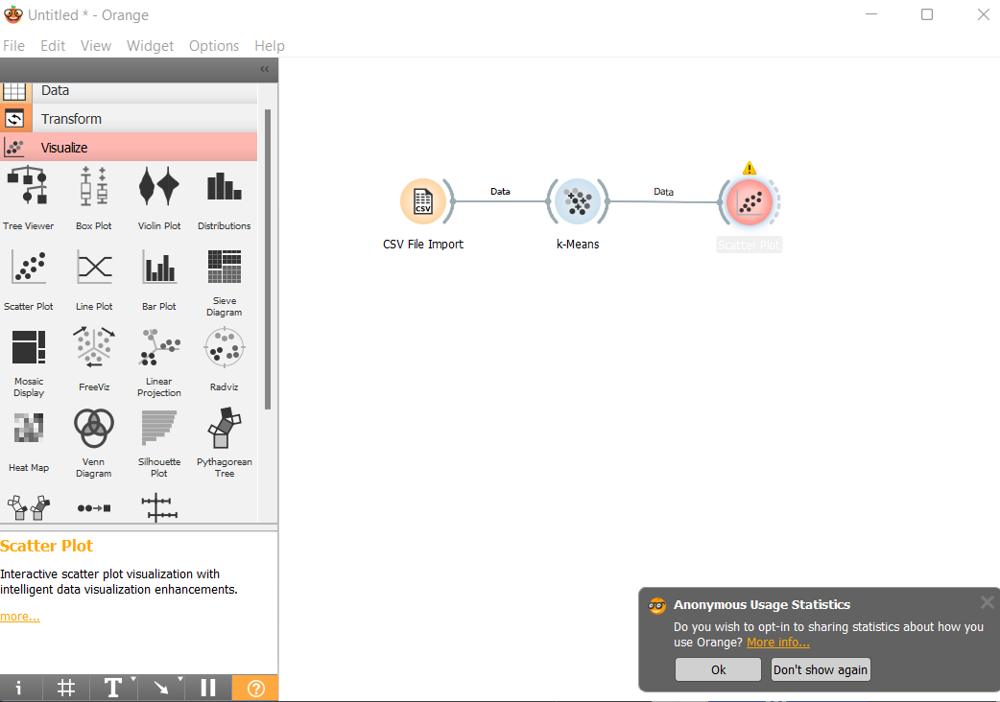 Untitled * - Orange
File Edit View Widget Options Help
«
Data
Transform
Visualize
Tree Viewer Box Plot Violin Plot Distributions
Scatter Plot Line Plot Bar Plot Sieve
Diagram
Mosaic
Display
FreeViz
Linear
Projection
Radviz
Heat Map
Venn
Diagram
Silhouette
Plot
Pythagorean
Tree
Scatter Plot
Interactive scatter plot visualization with
intelligent data visualization enhancements.
more...
Data
Data
CSV
CSV File Import
k-Means
Scatter Plot
Anonymous Usage Statistics
Do you wish to opt-in to sharing statistics about how you
use Orange? More info...
Ok
Don't show again